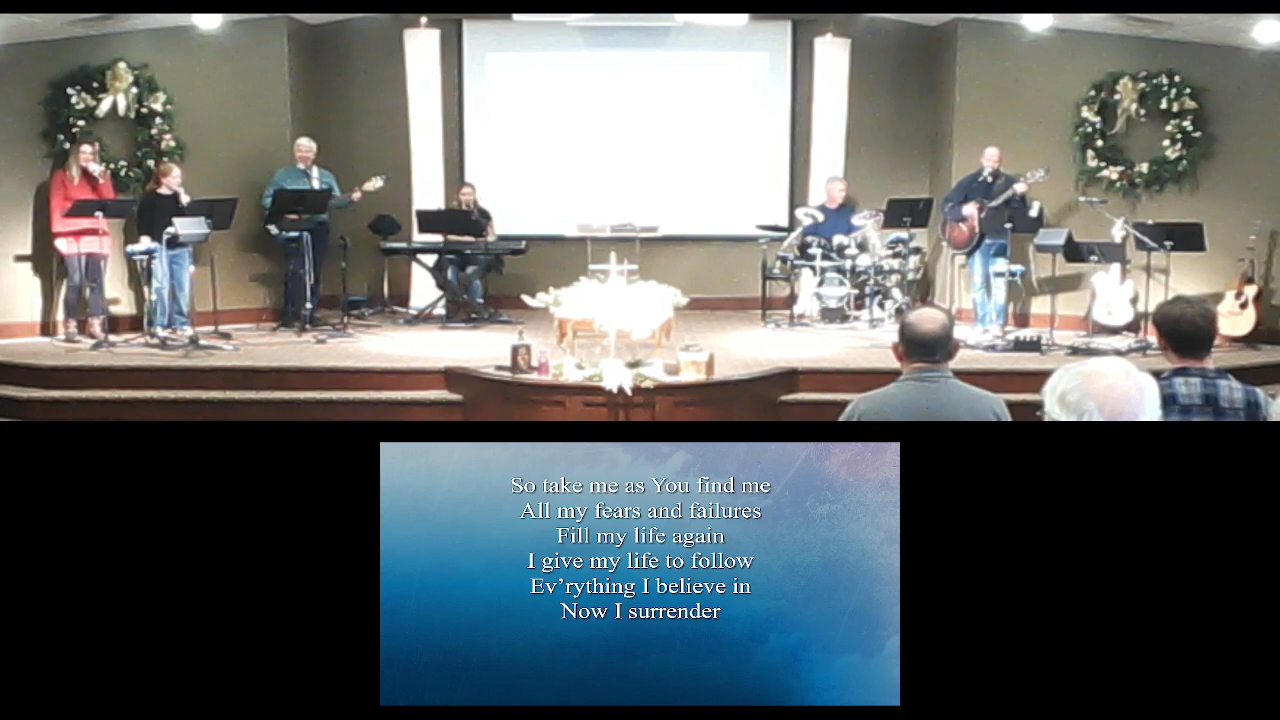 So take me as You find me
All my fears and failures
Fill my life again
I give my life to follow
Ev’rything I believe in
Now I surrender